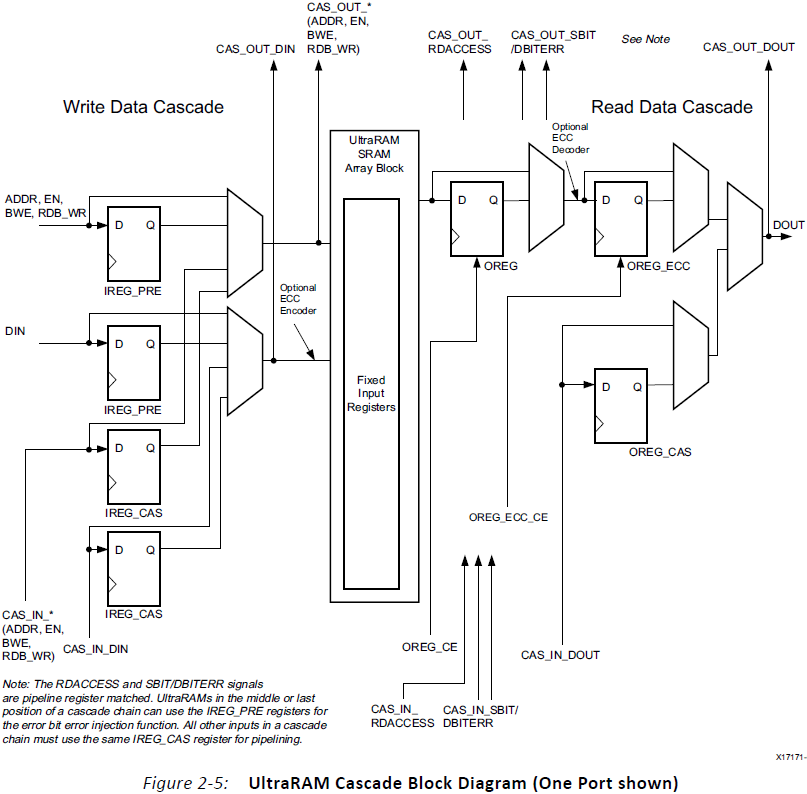 CAS_OUT_*
(ADDR, EN,
BWE,
RDB_WR)
CAS_OUT_DIN
CAS_OUT_
RDACCESS
CAS_OUT_SBIT
/DBITERR
See Note
CAS_OUT_DOUT
Write Data Cascade
Read Data Cascade
UltraRAM
SRAM
Array Block
Optional
ECC
Decoder
ADDR, EN,
BWE, RDB_WR
D Q
IREG_PRE
D Q
OREG
D Q
OREG_ECC
DOUT
Optional
ECC
Encoder
DIN
D Q
IREG_PRE
Fixed
Input
Registers
D Q
OREG_CAS
D Q
IREG_CAS
D Q
IREG_CAS
OREG_ECC_CE
CAS_IN_*
(ADDR, EN,
BWE,
RDB_WR)
CAS_IN_DIN
OREG_CE
CAS_IN_DOUT
CAS_IN_
RDACCESS
CAS_IN_SBIT/
DBITERR
Note: The RDACCESS and SBIT/DBITERR signals
are pipeline register matched. UltraRAMs in the middle or last
position of a cascade chain can use the IREG_PRE registers for
the error bit error injection function. All other inputs in a cascade
chain must use the same IREG_CAS register for pipelining.
X17171-
Figure 2-5: UltraRAM Cascade Block Diagram (One Port shown)